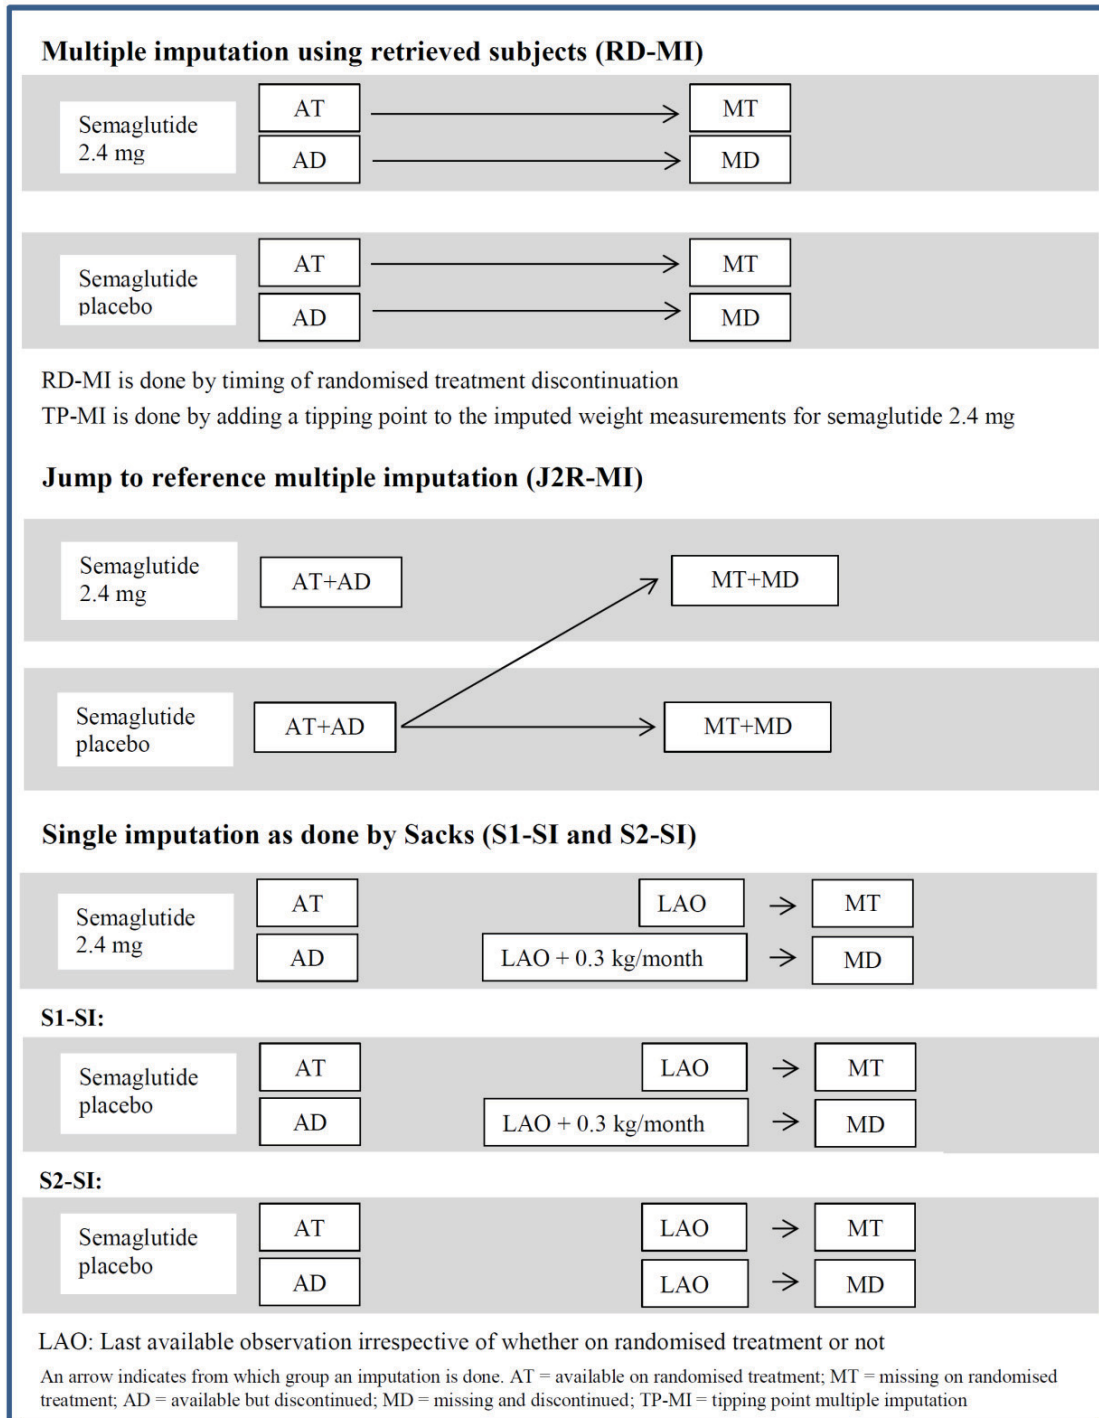 Multiple imputation using retrieved subjects (RD-MI)
Semaglutide
2.4 mg
AT
MT
AD
MD
Semaglutide
placebo
AT
MT
AD
MD
RD-MI is done by timing of randomised treatment discontinuation
TP-MI is done by adding a tipping point to the imputed weight measurements for semaglutide 2.4 mg
Jump to reference multiple imputation (J2R-MI)
Semaglutide
2.4 mg
AT+AD
MT+MD
Semaglutide
placebo
AT+AD
MT+MD
Single imputation as done by Sacks (S1-SI and S2-SI)
Semaglutide
2.4 mg
AT
LAO
MT
AD
LAO + 0.3 kg/month
MD
S1-SI:
Semaglutide
placebo
AT
LAO
MT
AD
LAO + 0.3 kg/month
MD
S2-SI:
Semaglutide
placebo
AT
LAO
MT
AD
LAO
MD
LAO: Last available observation irrespective of whether on randomised treatment or not
An arrow indicates from which group an imputation is done. AT = available on randomised treatment; MT = missing on randomised
treatment; AD = available but discontinued; MD = missing and discontinued; TP-MI = tipping point multiple imputation